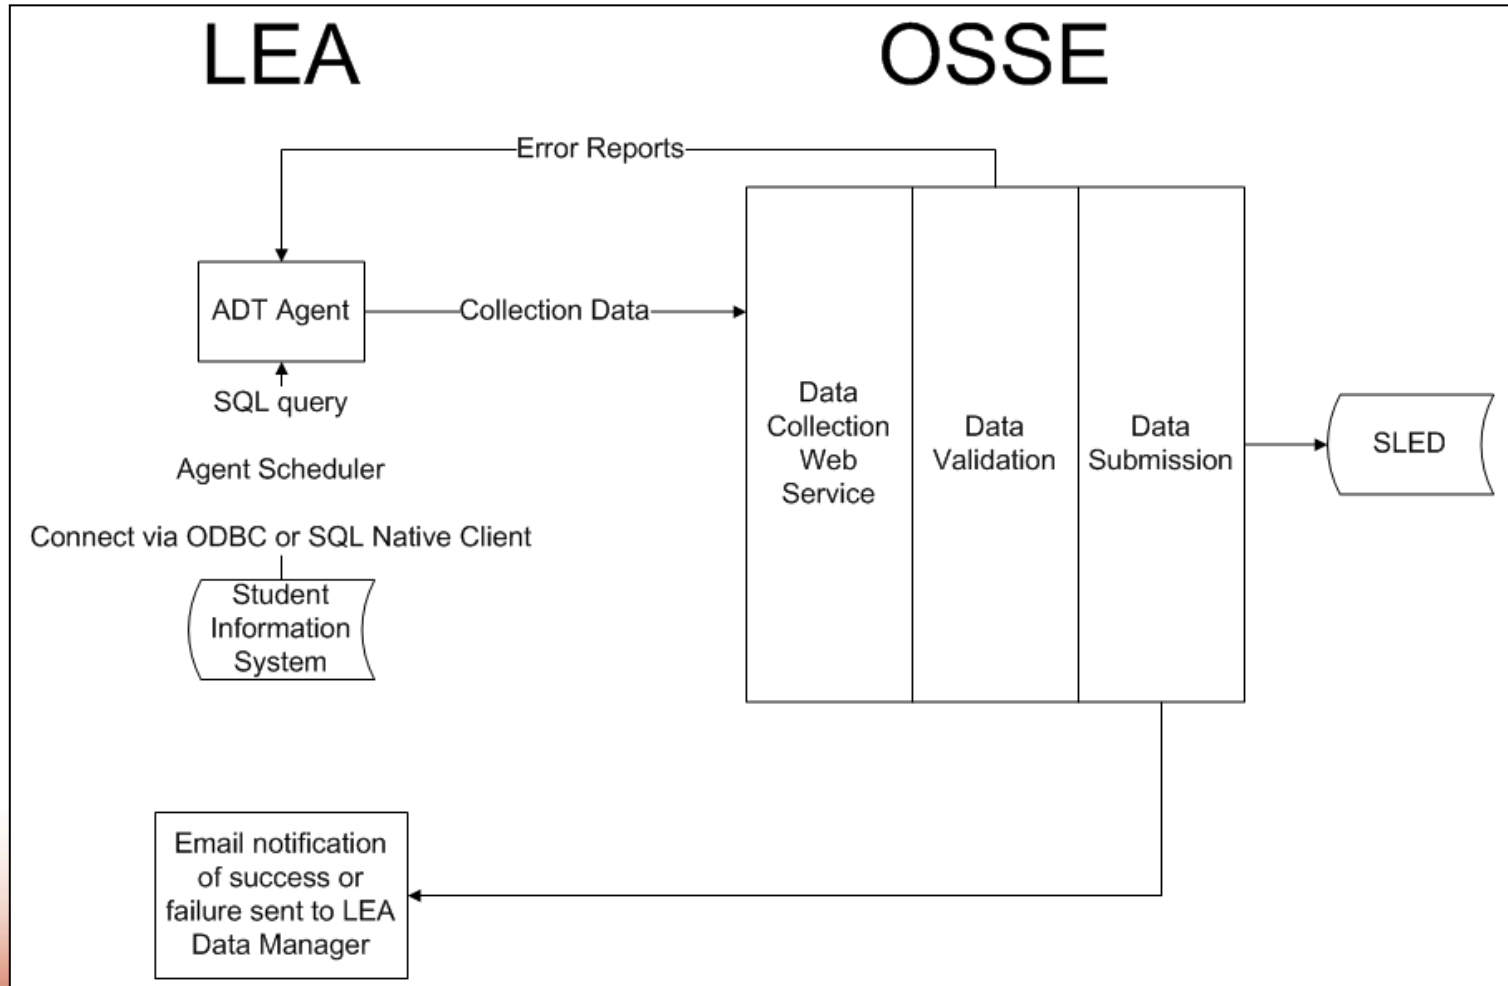 LEA
OSSE
Error Reports
ADT Agent
Collection Data
SQL query
Agent Scheduler
Connect via ODBC or SQL Native Client
Student
Information
System
Data
Collection
Web
Service
Data
Validation
Data
Submission
SLED
Email notification
of success or
failure sent to LEA
Data Manager